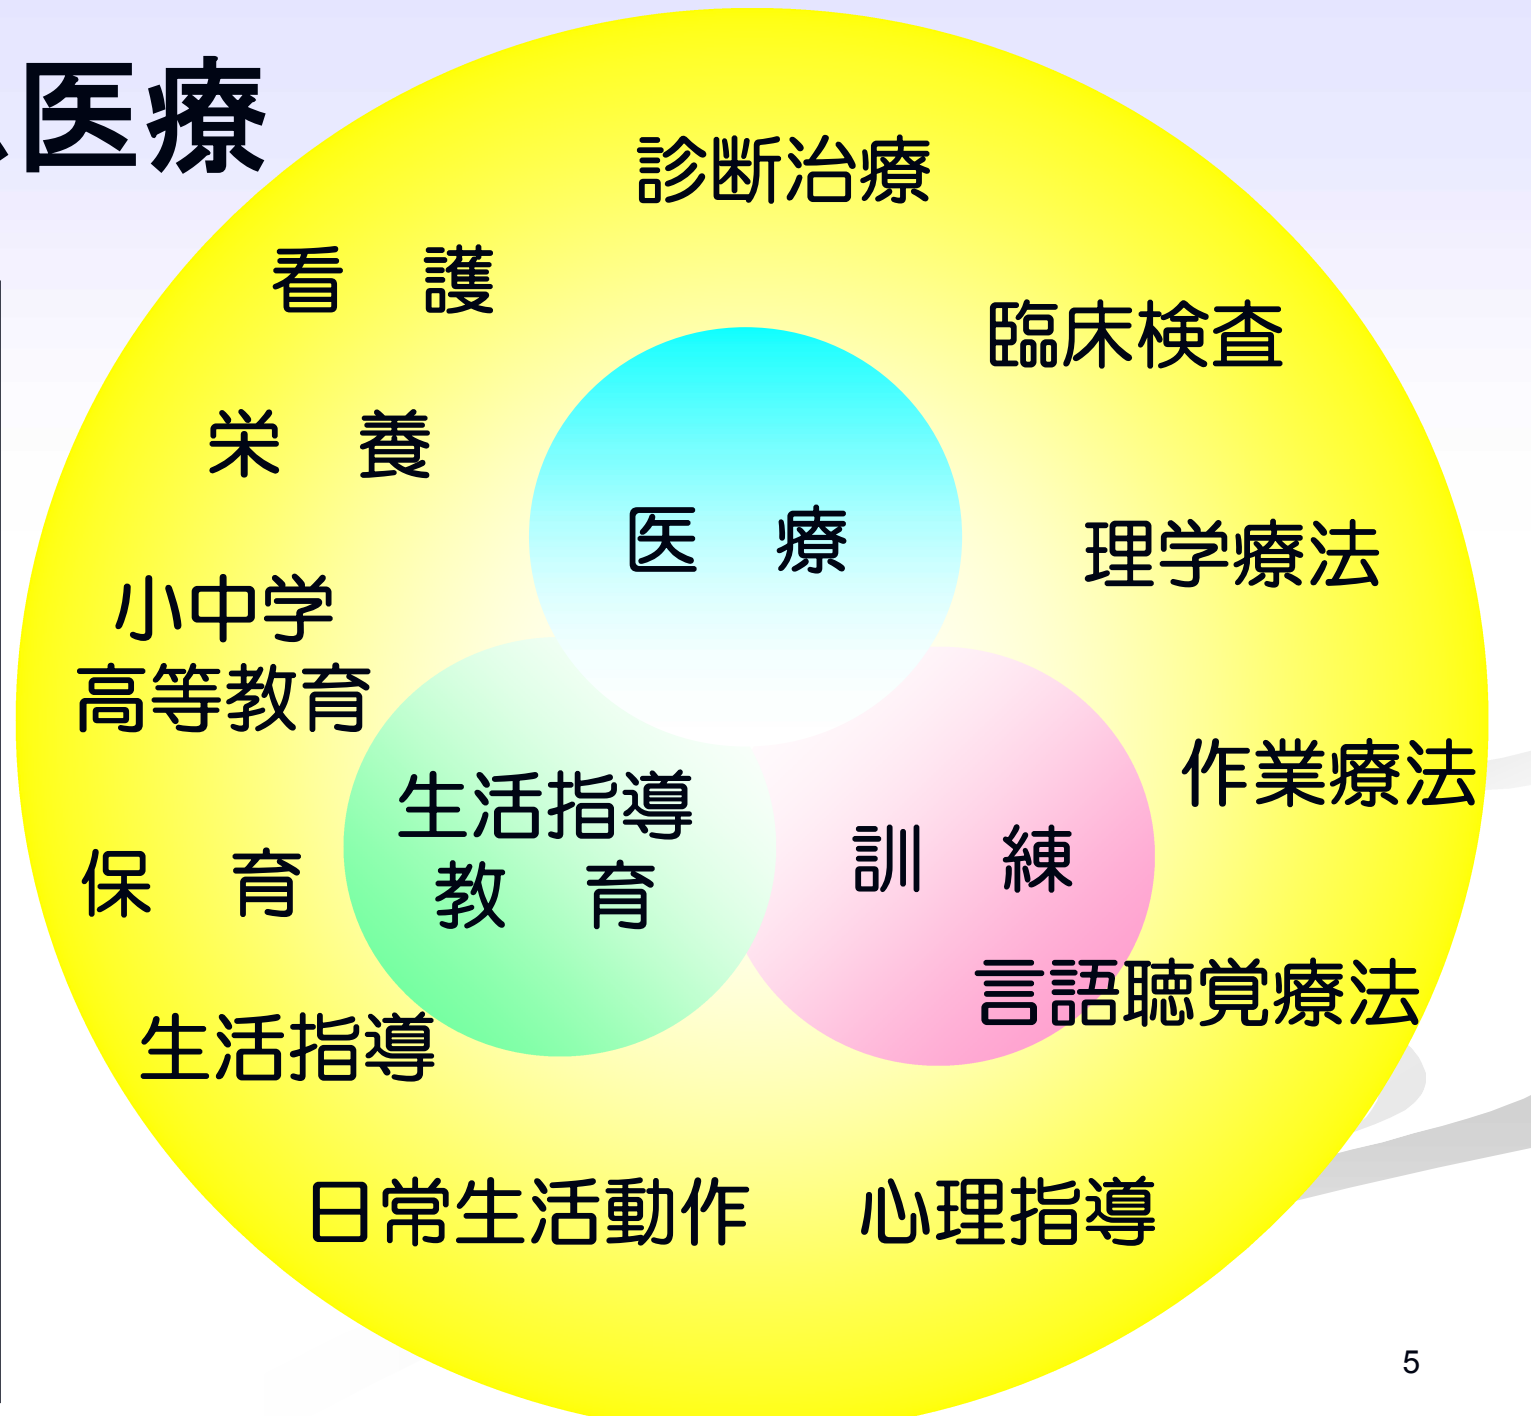 医療
診断治療
看　護
臨床検査
栄　養
医　療
理学療法
小中学
高等教育
作業療法
生活指導
教　育
訓　練
保　育
言語聴覚療法
生活指導
日常生活動作
心理指導
5